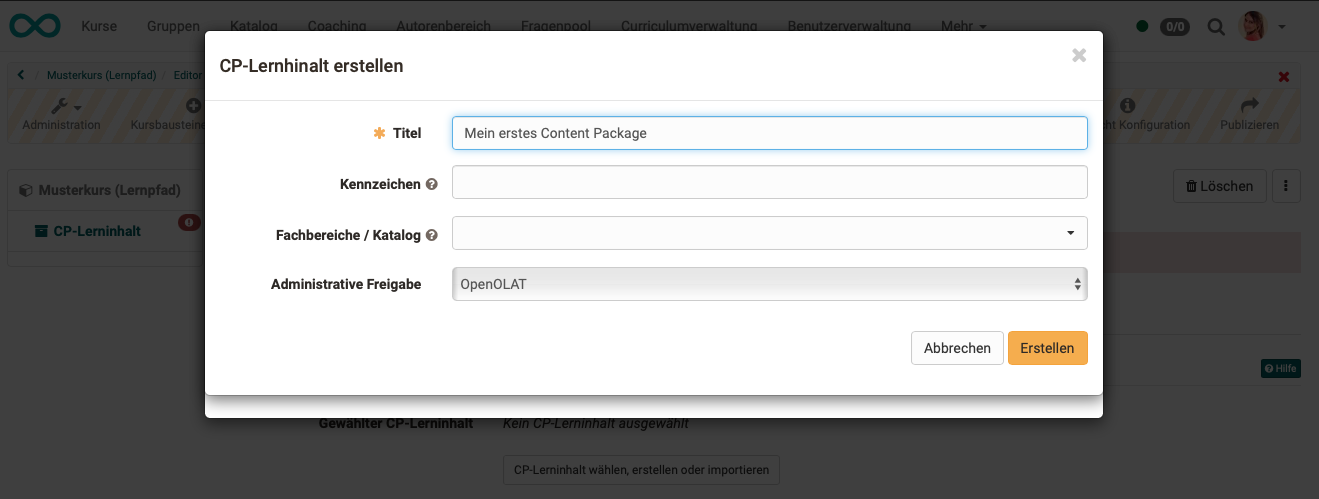 Kurse Gruppen Katalog Coaching Autorenbereich Fragenpool Curriculumverwaltung Benutzerverwaltung Mehr 0/0
CP-Lernhinalt erstellen ×
/ Musterkurs (Lernpfad) / Editor
Administration Kursbausteine ht Konfiguration Publizieren
* Titel Mein erstes Content Package
Kennzeichen
Musterkurs (Lernpfad) Löschen
CP-Lerninhalt
Fachbereiche / Katalog
Administrative Freigabe OpenOLAT
Abbrechen Erstellen
Hilfe
Gewählter CP-Lerninhalt Kein CP-Lerninhalt ausgewählt
CP-Lerninhalt wählen, erstellen oder importieren